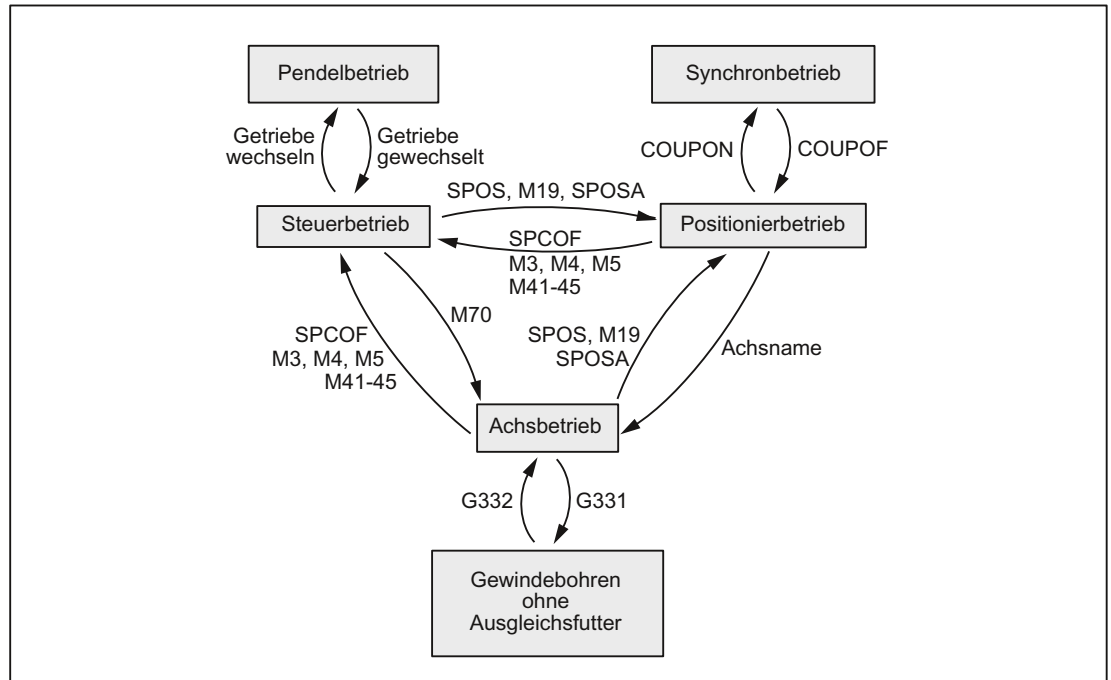 Pendelbetrieb
Synchronbetrieb
Getriebe
wechseln
Getriebe
gewechselt
COUPON
COUPOF
SPOS, M19, SPOSA
Steuerbetrieb
Positionierbetrieb
SPCOF
M3, M4, M5
M41-45
M70
SPCOF
M3, M4, M5
M41-45
SPOS, M19
SPOSA
Achsname
Achsbetrieb
G332
G331
Gewindebohren
ohne
Ausgleichsfutter